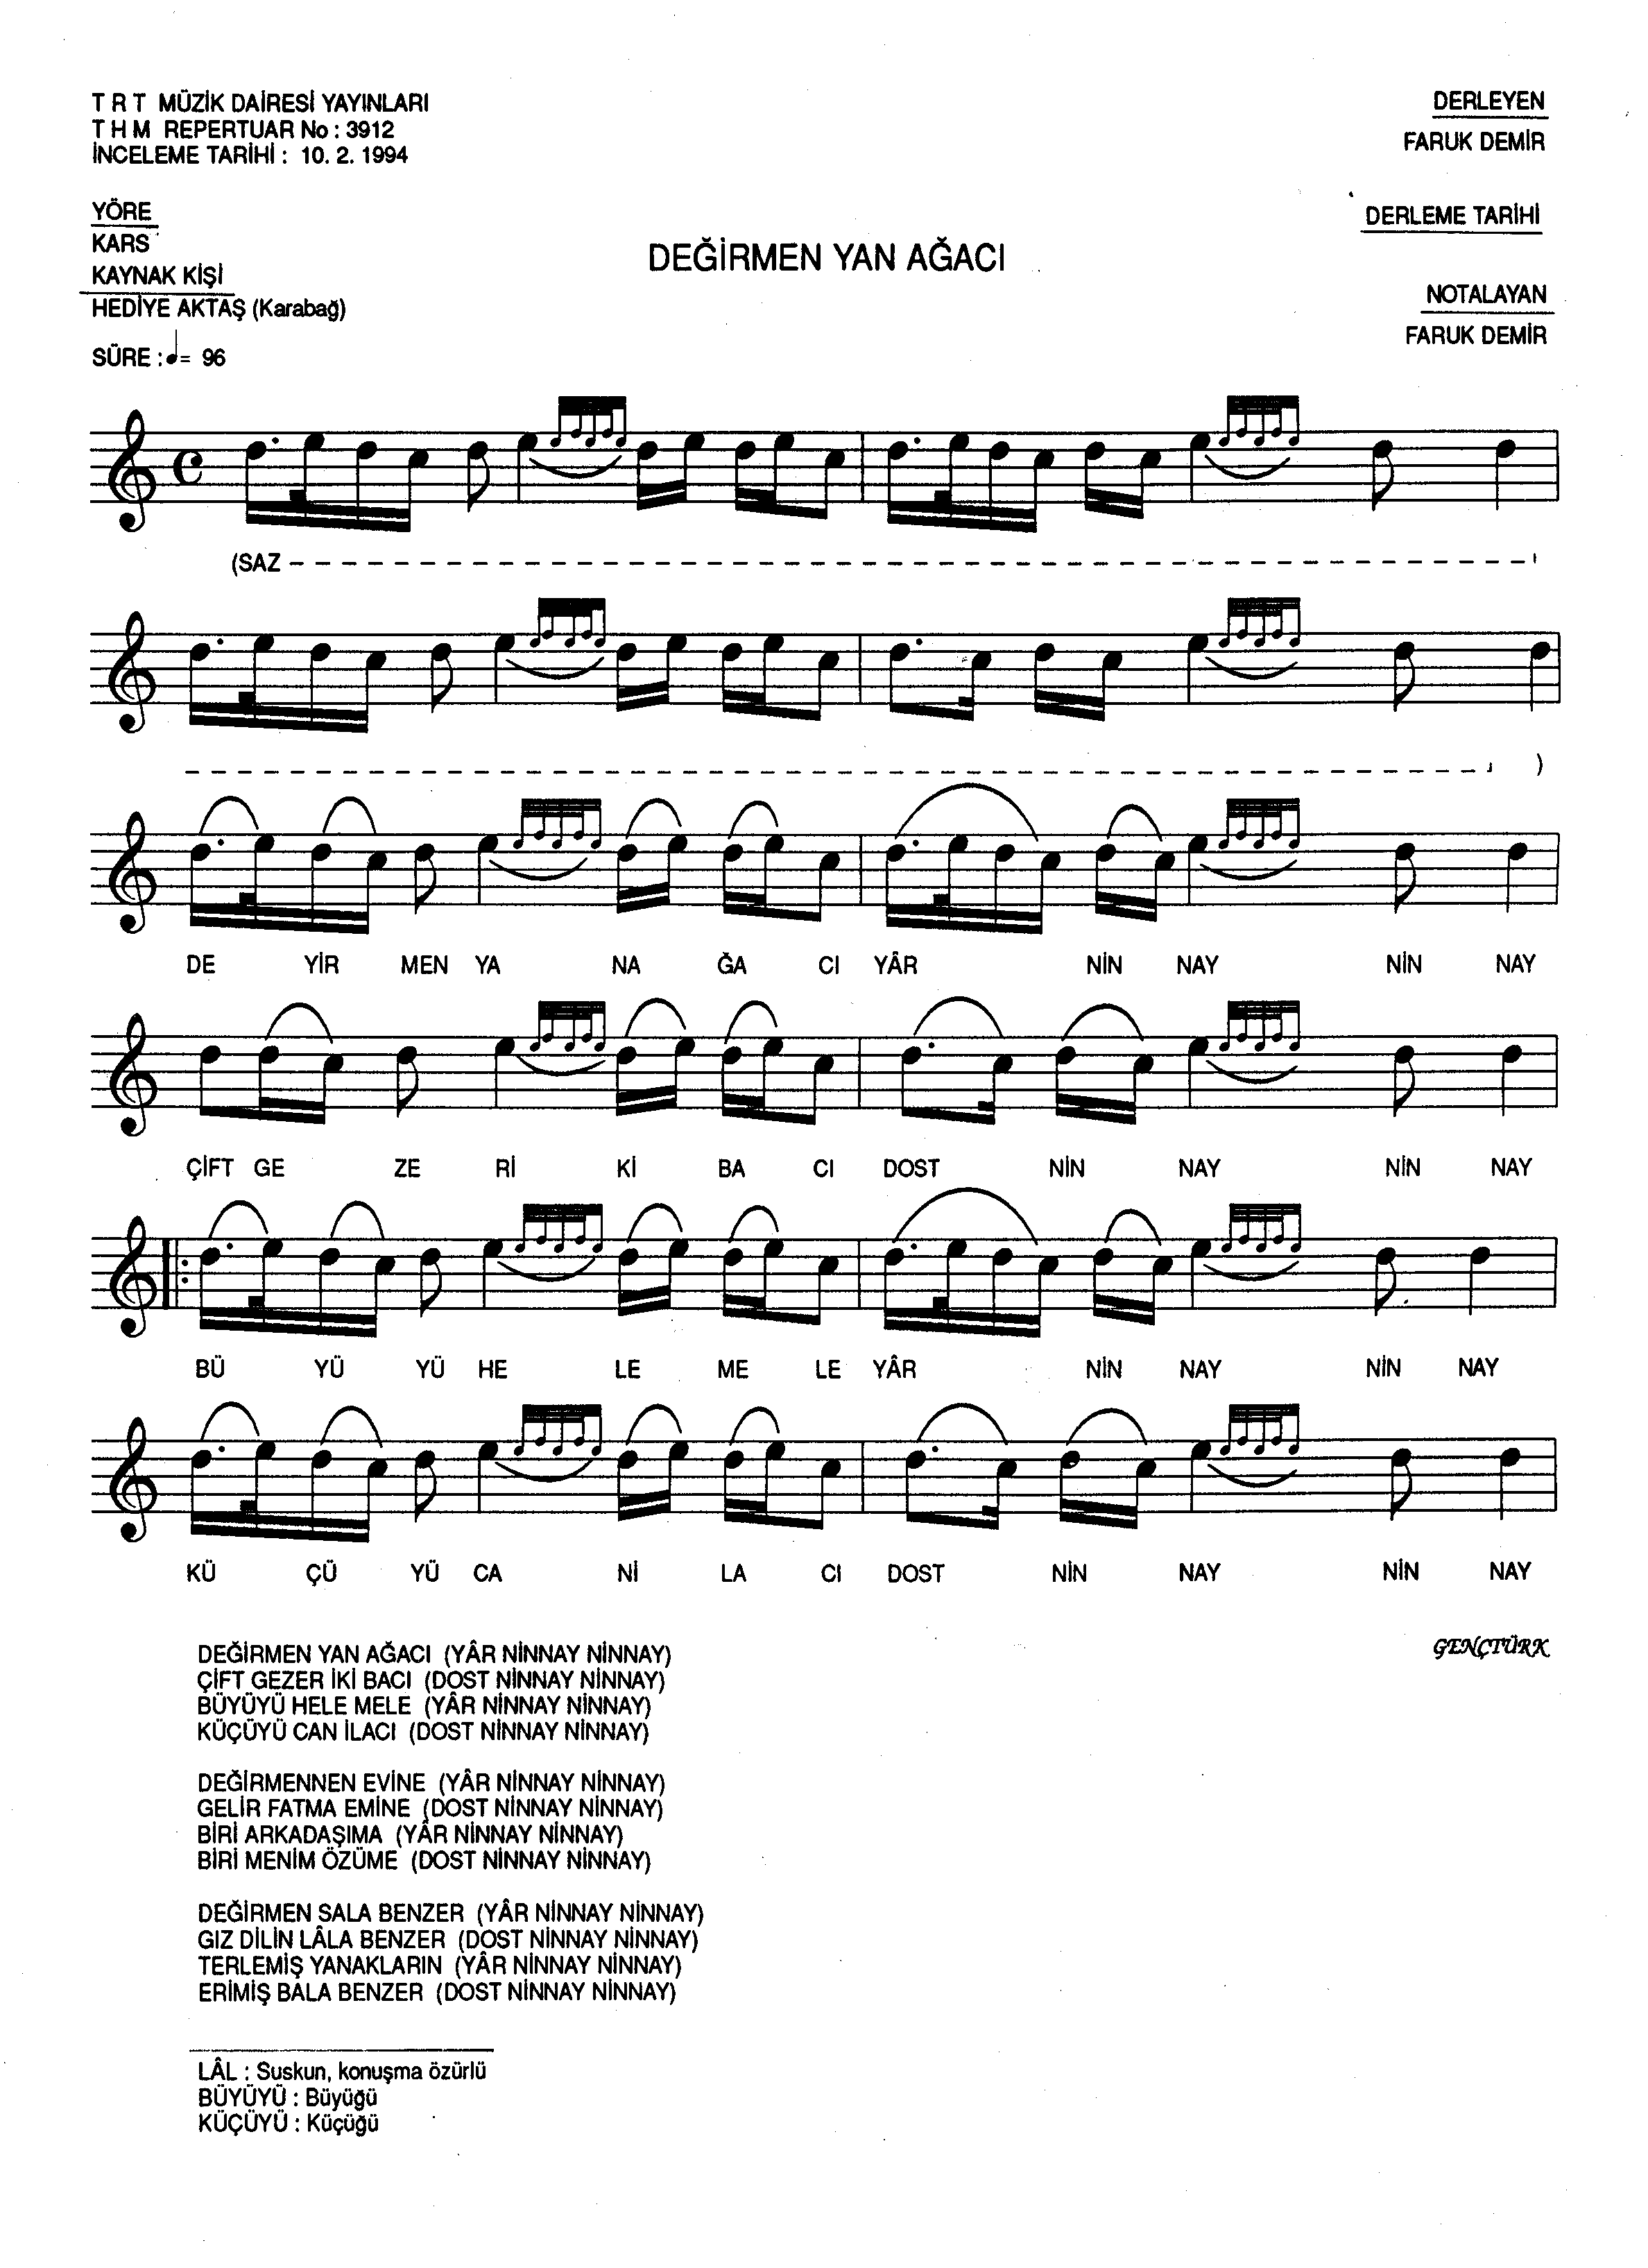 T R T MÜZİK DAİRESİ YAYINLARI
T H M REPERTUAR No : 3912
İNCELEME TARİHİ : 10. 2. 1994
DERLEYEN
FARUK DEMİR
YÖRE
KARS
KAYNAK KİŞİ
HEDİYE AKTAŞ (Karabağ)
SÜRE : ♩= 96
DEĞİRMEN YAN AĞACI
DERLEME TARİHİ
NOTALAYAN
FARUK DEMİR
(SAZ
)
DE YİR MEN YA NA ĞA CI YÂR NİN NAY NİN NAY
ÇİFT GE ZE Rİ Kİ BA CI DOST NİN NAY NİN NAY
BÜ YÜ YÜ HE LE ME LE YÂR NİN NAY NİN NAY
KÜ ÇÜ YÜ CA Nİ LA CI DOST NİN NAY NİN NAY
GENÇTÜRK
DEĞİRMEN YAN AĞACI (YÂR NİNNAY NİNNAY)
ÇİFT GEZER İKİ BACI (DOST NİNNAY NİNNAY)
BÜYÜYÜ HELE MELE (YÂR NİNNAY NİNNAY)
KÜÇÜYÜ CAN İLACI (DOST NİNNAY NİNNAY)
DEĞİRMENNEN EVİNE (YÂR NİNNAY NİNNAY)
GELİR FATMA EMİNE (DOST NİNNAY NİNNAY)
BİRİ ARKADAŞIMA (YÂR NİNNAY NİNNAY)
BİRİ MENİM ÖZÜME (DOST NİNNAY NİNNAY)
DEĞİRMEN SALA BENZER (YÂR NİNNAY NİNNAY)
GIZ DİLİN LÂLA BENZER (DOST NİNNAY NİNNAY)
TERLEMİŞ YANAKLARIN (YÂR NİNNAY NİNNAY)
ERİMİŞ BALA BENZER (DOST NİNNAY NİNNAY)
LÂL : Suskun, konuşma özürlü
BÜYÜYÜ : Büyüğü
KÜÇÜYÜ : Küçüğü